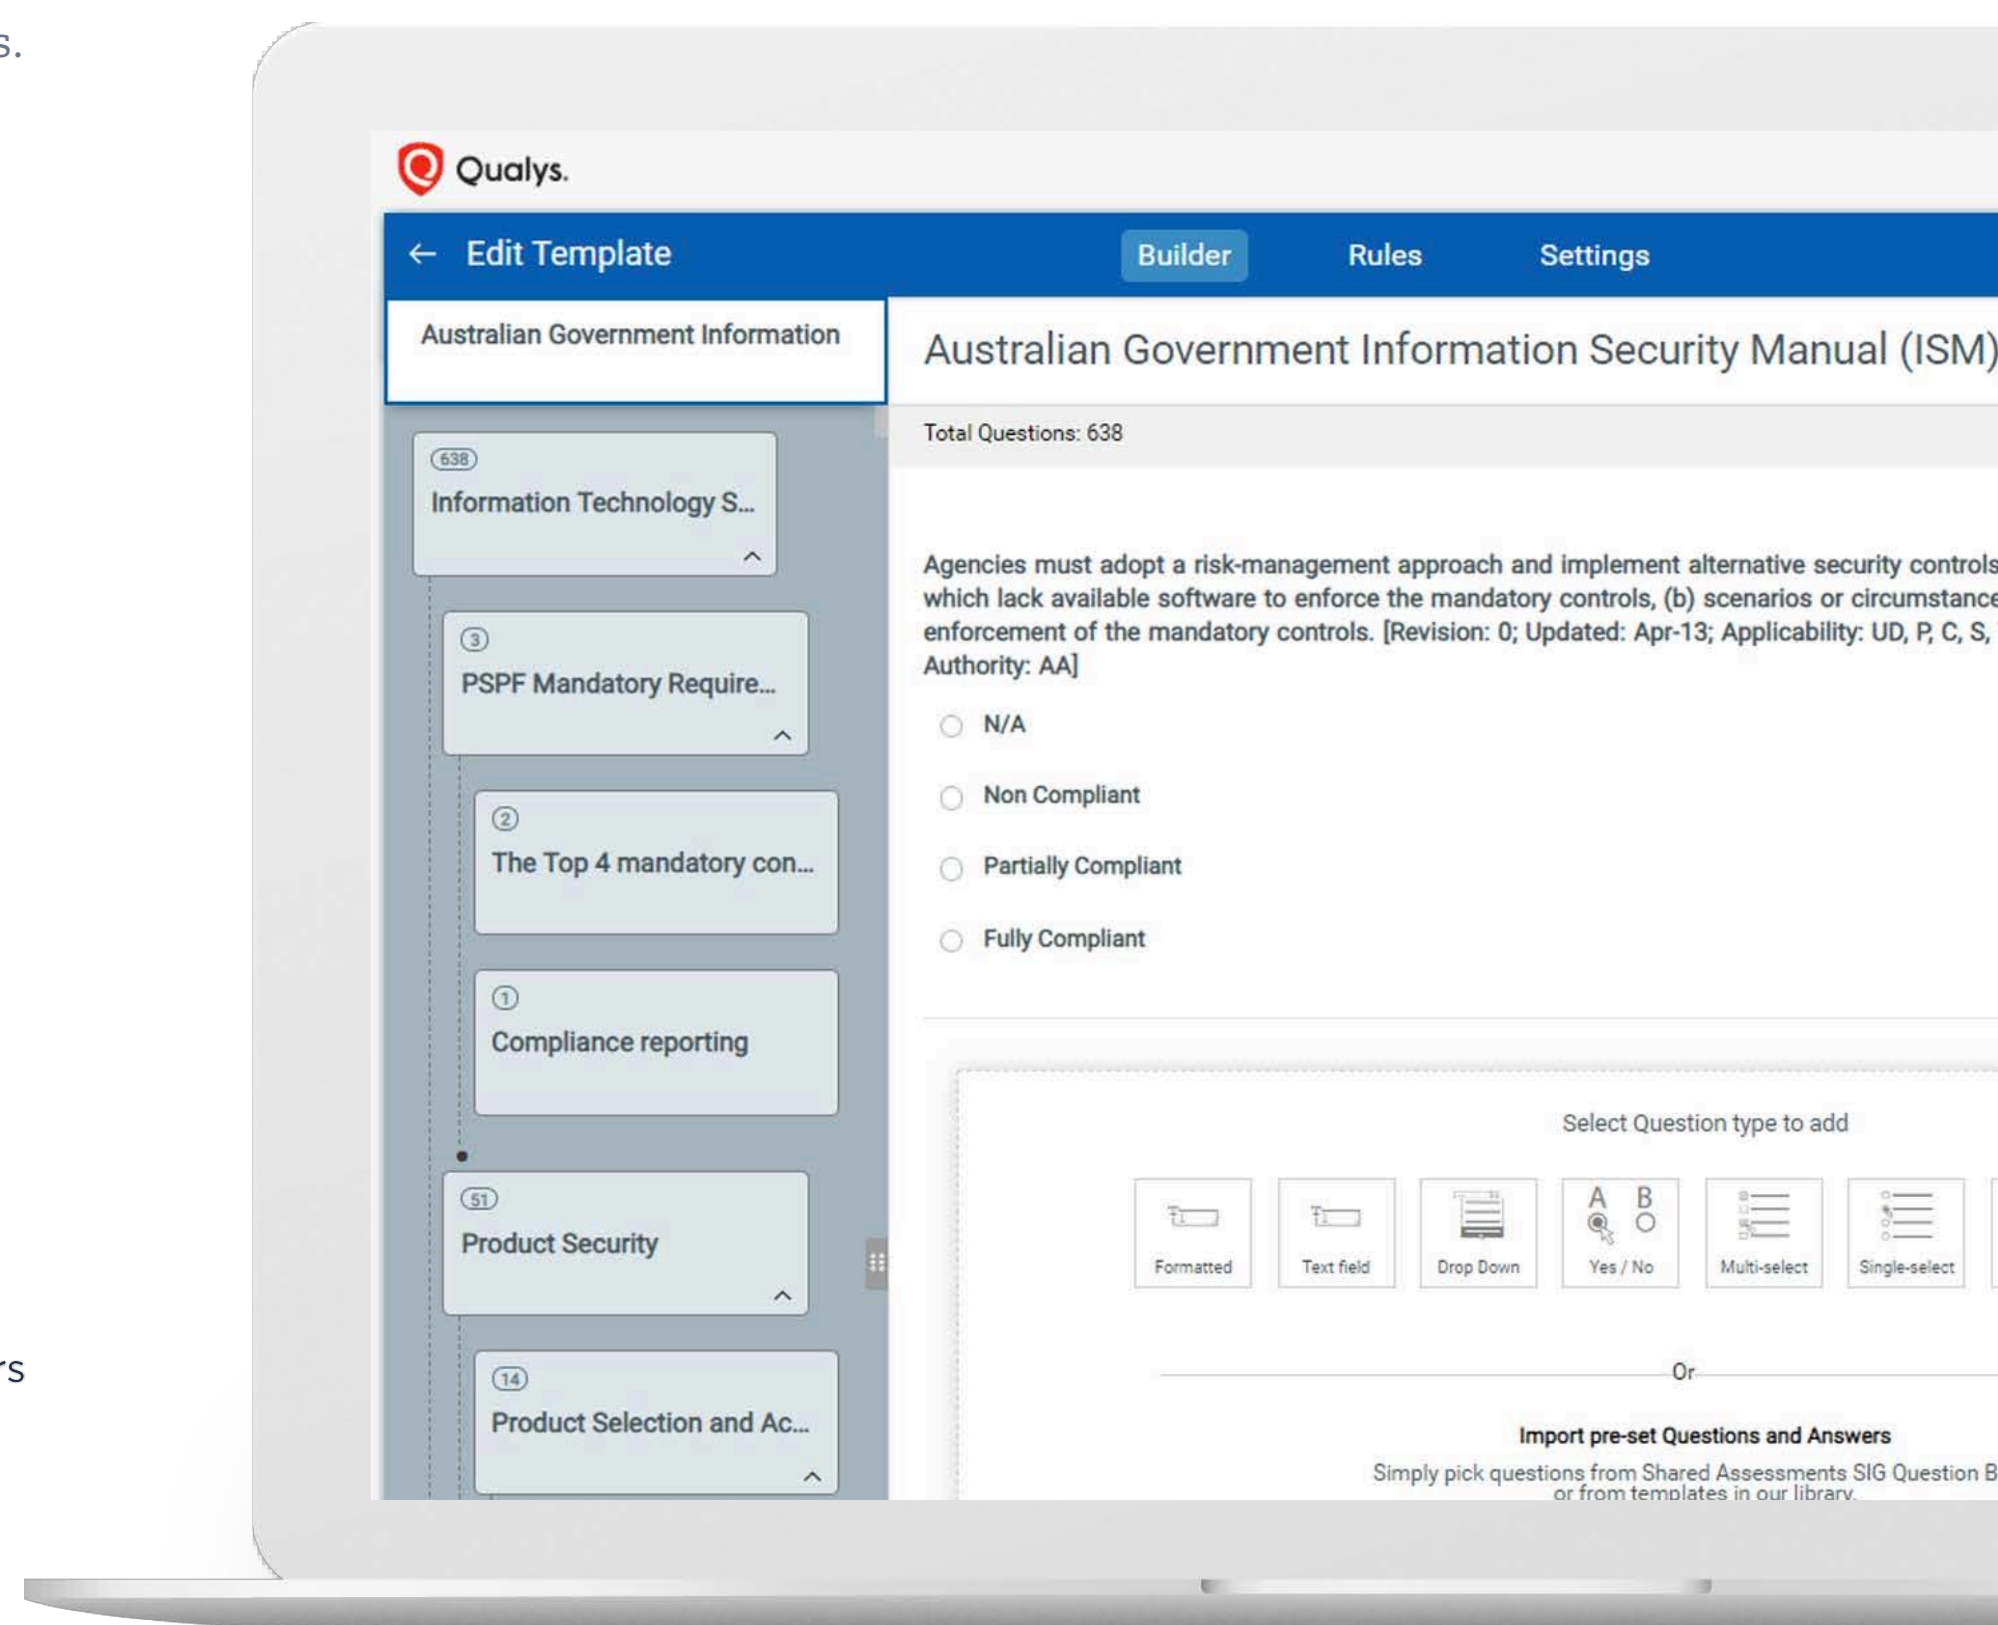 s.
Qualys.
← Edit Template
Builder
Rules
Settings
Australian Government Information
Australian Government Information Security Manual (ISM)
Total Questions: 638
638
Information Technology S...
3
PSPF Mandatory Require...
2
The Top 4 mandatory con...
1
Compliance reporting
51
Product Security
14
Product Selection and Ac...
Agencies must adopt a risk-management approach and implement alternative security controls
which lack available software to enforce the mandatory controls, (b) scenarios or circumstance
enforcement of the mandatory controls. [Revision: 0; Updated: Apr-13; Applicability: UD, P, C, S,
Authority: AA]
N/A
Non Compliant
Partially Compliant
Fully Compliant
Select Question type to add
Formatted
Text field
Drop Down
A B
Yes / No
Multi-select
Single-select
Or
Import pre-set Questions and Answers
Simply pick questions from Shared Assessments SIG Question B
or from templates in our library.
rs